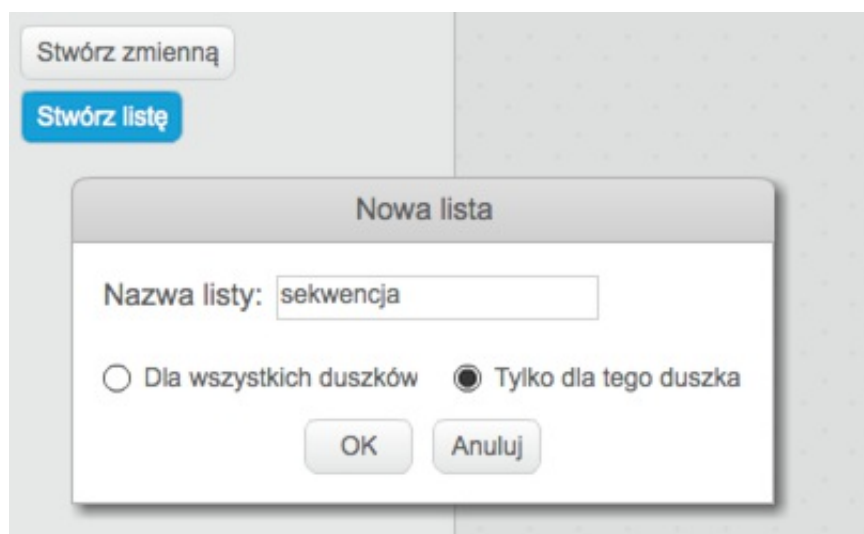 Stwórz zmienną
Stwórz listę
Nowa lista
Nazwa listy: sekwencja
Dla wszystkich duszków Tylko dla tego duszka
OK Anuluj